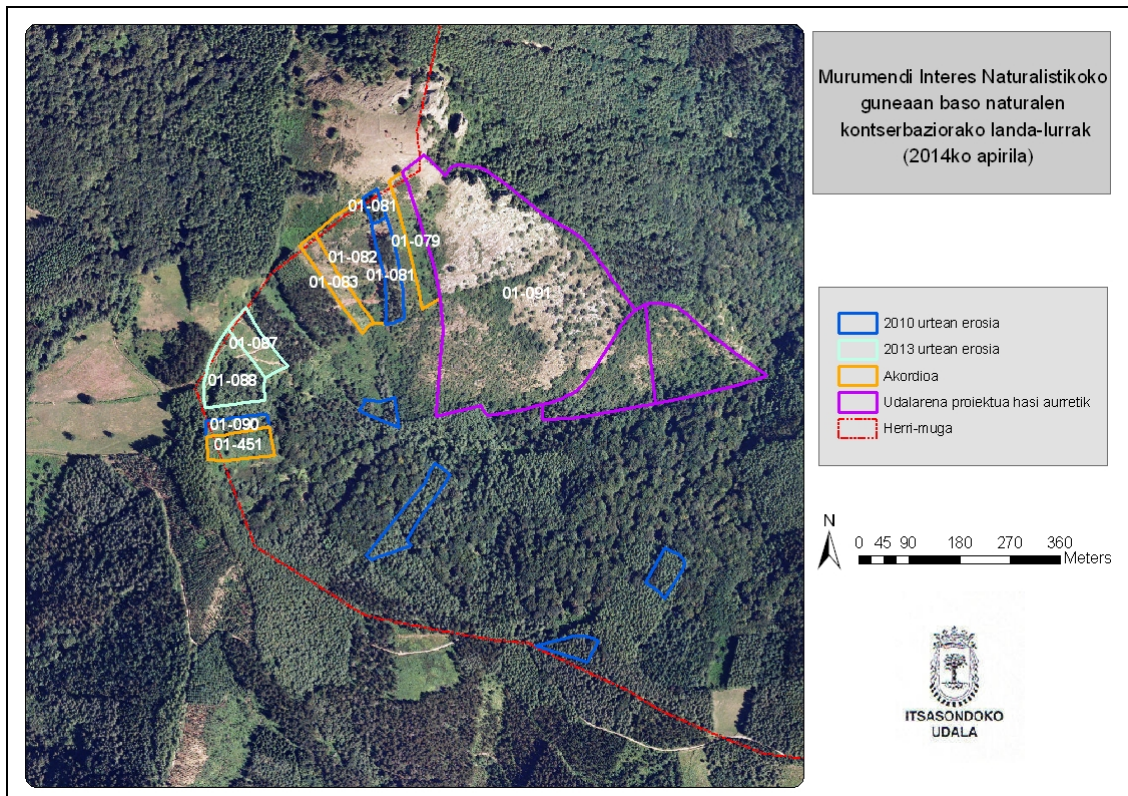 Murumendi Interes Naturalistikoko
guneaan baso naturalen
kontserbaziorako landa-lurrak
(2014ko apirila)
01-081
01-079
01-082
01-083
01-081
01-091
01-087
01-088
01-090
01-451
2010 urtean erosia
2013 urtean erosia
Akordioa
Udalarena proiektua hasi aurretik
Herri-muga
N
0 45 90 180 270 360
Meters
ITSASONDOKO
UDALA